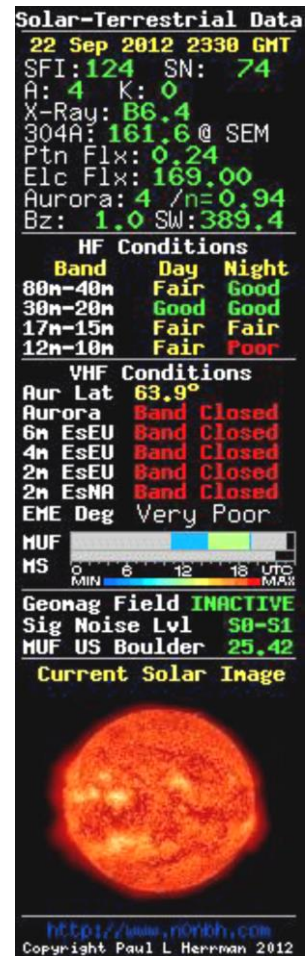 Solar-Terrestrial Data
22 Sep 2012 2330 GMT
SFI:124 SN: 74
A: 4 K: 0
X-Ray: B6.4
304A: 161.6 @ SEM
Ptn Flx: 0.24
Elc Flx: 169.00
Aurora: 4 /n=0.94
Bz: 1.0 SW:389.4
HF Conditions
Band Day Night
80m-40m Fair Good
30m-20m Good Good
17m-15m Fair Fair
12m-10m Fair Poor
VHF Conditions
Aur Lat 63.9°
Aurora Band Closed
6m EsEU Band Closed
4m EsEU Band Closed
2m EsEU Band Closed
2m EsNA Band Closed
EME Deg Very Poor
MUF
MS 0 6 12 18 UTC
MIN MAX
Geomag Field INACTIVE
Sig Noise Lvl S0-S1
MUF US Boulder 25.42
Current Solar Image
http://www.n0nbh.com
Copyright Paul L Herrman 2012